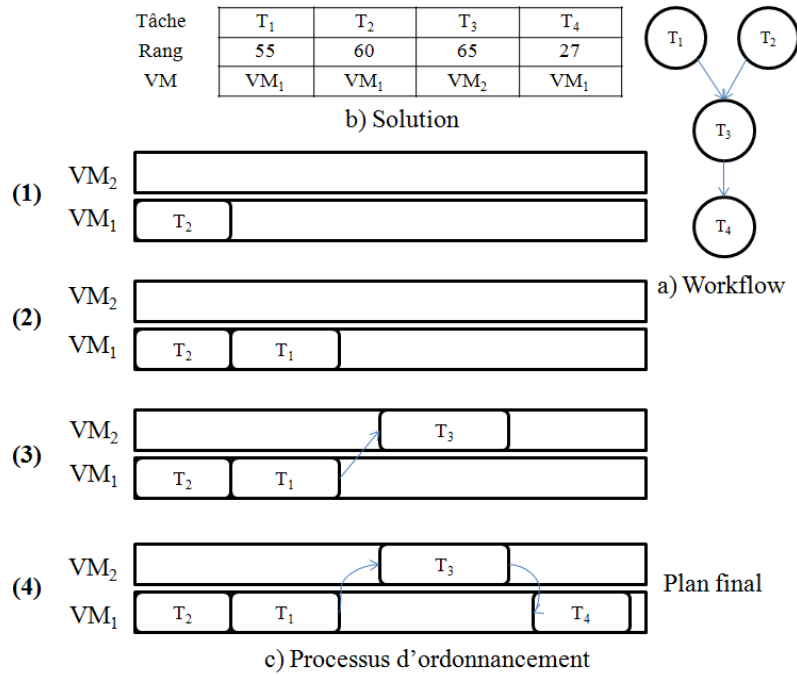 Tâche T₁ T₂ T₃ T₄
Rang 55 60 65 27
VM VM₁ VM₁ VM₂ VM₁
b) Solution
T₁ T₂
T₃
T₄
a) Workflow
(1)
VM₂
VM₁ T₂
(2)
VM₂
VM₁ T₂ T₁
(3)
VM₂ T₃
VM₁ T₂ T₁
(4)
VM₂ T₃
VM₁ T₂ T₁ T₄
Plan final
c) Processus d'ordonnancement